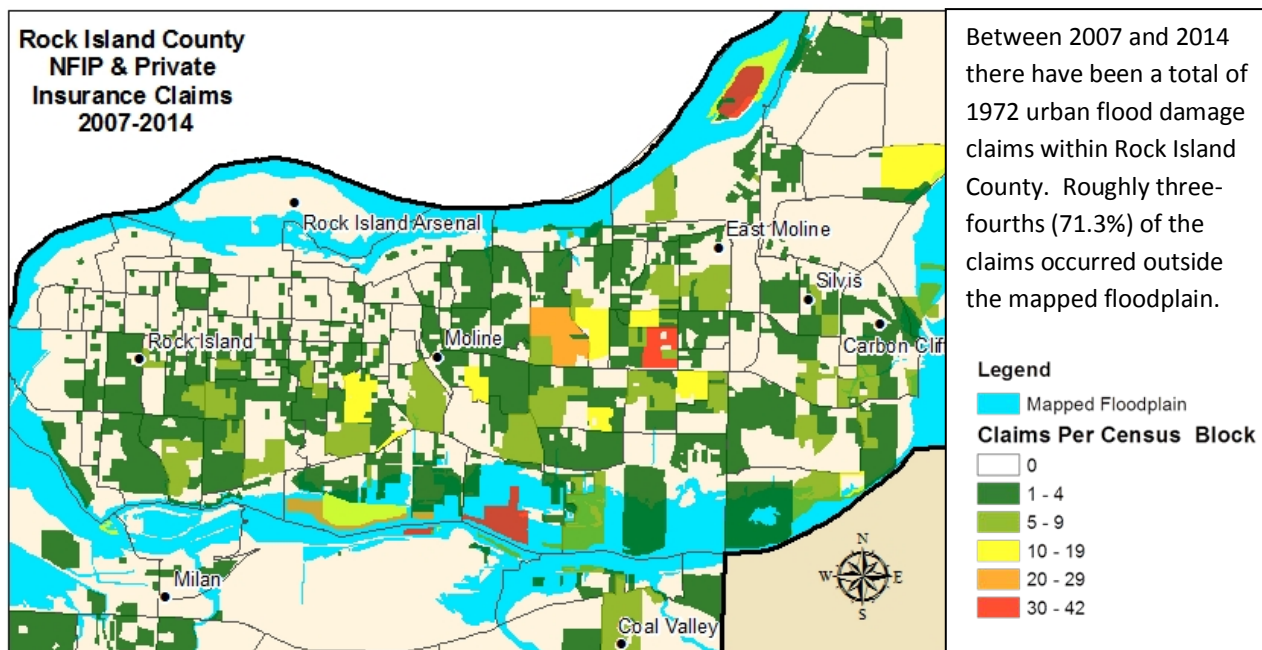 Rock Island County
NFIP & Private
Insurance Claims
2007-2014
Rock Island Arsenal
East Moline
Silvis
Carbon Cliff
Rock Island
Moline
Milan
Coal Valley
N
W
E
S
Between 2007 and 2014
there have been a total of
1972 urban flood damage
claims within Rock Island
County. Roughly three-
fourths (71.3%) of the
claims occurred outside
the mapped floodplain.
Legend
Mapped Floodplain
Claims Per Census Block
0
1 - 4
5 - 9
10 - 19
20 - 29
30 - 42